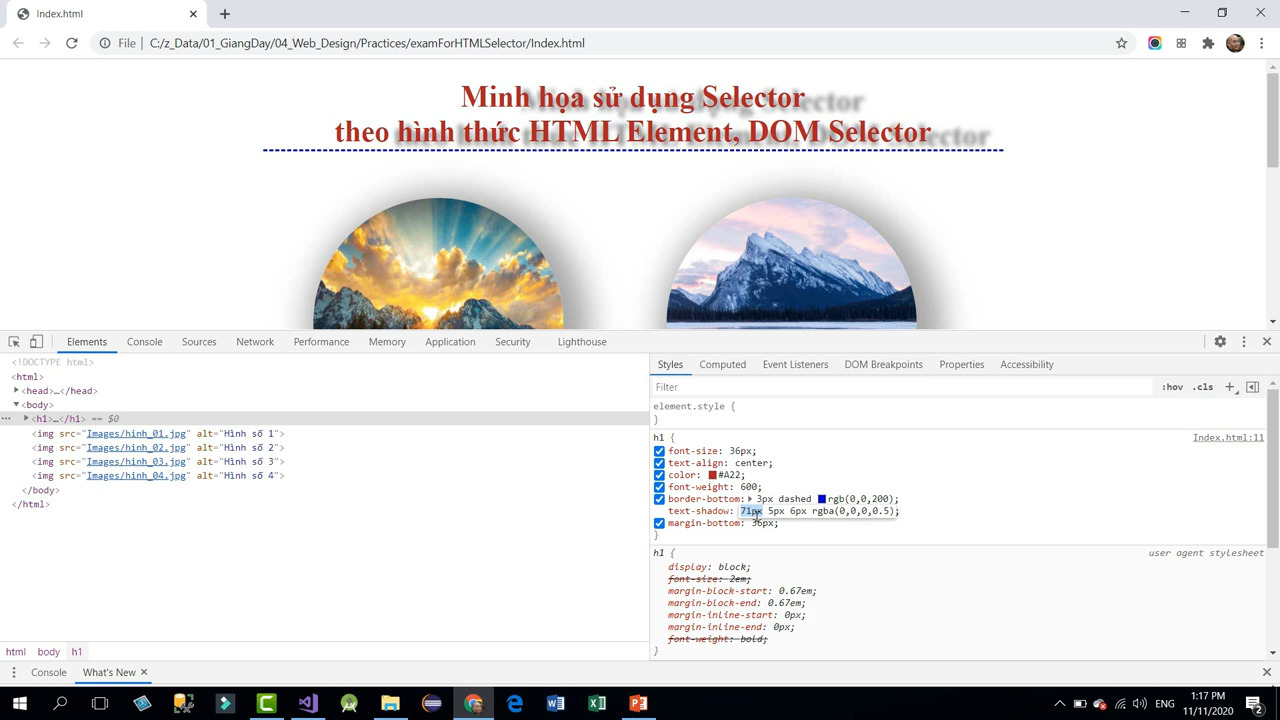 Index.html
File
C:/z_Data/01_GiangDay/04_Web_Design/Practices/examForHTMLSelector/Index.html
Minh họa sử dụng Selector
theo hình thức HTML Element, DOM Selector
Elements Console Sources Network Performance Memory Application Security Lighthouse
<!DOCTYPE html>
<html>
<head>…</head>
<body>
… <h1>…</h1> == $0
<img src="Images/hinh_01.jpg" alt="Hình số 1">
<img src="Images/hinh_02.jpg" alt="Hình số 2">
<img src="Images/hinh_03.jpg" alt="Hình số 3">
<img src="Images/hinh_04.jpg" alt="Hình số 4">
</body>
</html>
html body h1
Styles Computed Event Listeners DOM Breakpoints Properties Accessibility
Filter
:hov .cls +
element.style {
}
h1 {
Index.html:11
font-size: 36px;
text-align: center;
color: #A22;
font-weight: 600;
border-bottom: 3px dashed rgb(0,0,200);
text-shadow: 71px 5px 6px rgba(0,0,0,0.5);
margin-bottom: 36px;
}
h1 {
user agent stylesheet
display: block;
font-size: 2em;
margin-block-start: 0.67em;
margin-block-end: 0.67em;
margin-inline-start: 0px;
margin-inline-end: 0px;
font-weight: bold;
}
Console What's New
ENG
1:17 PM
11/11/2020
2